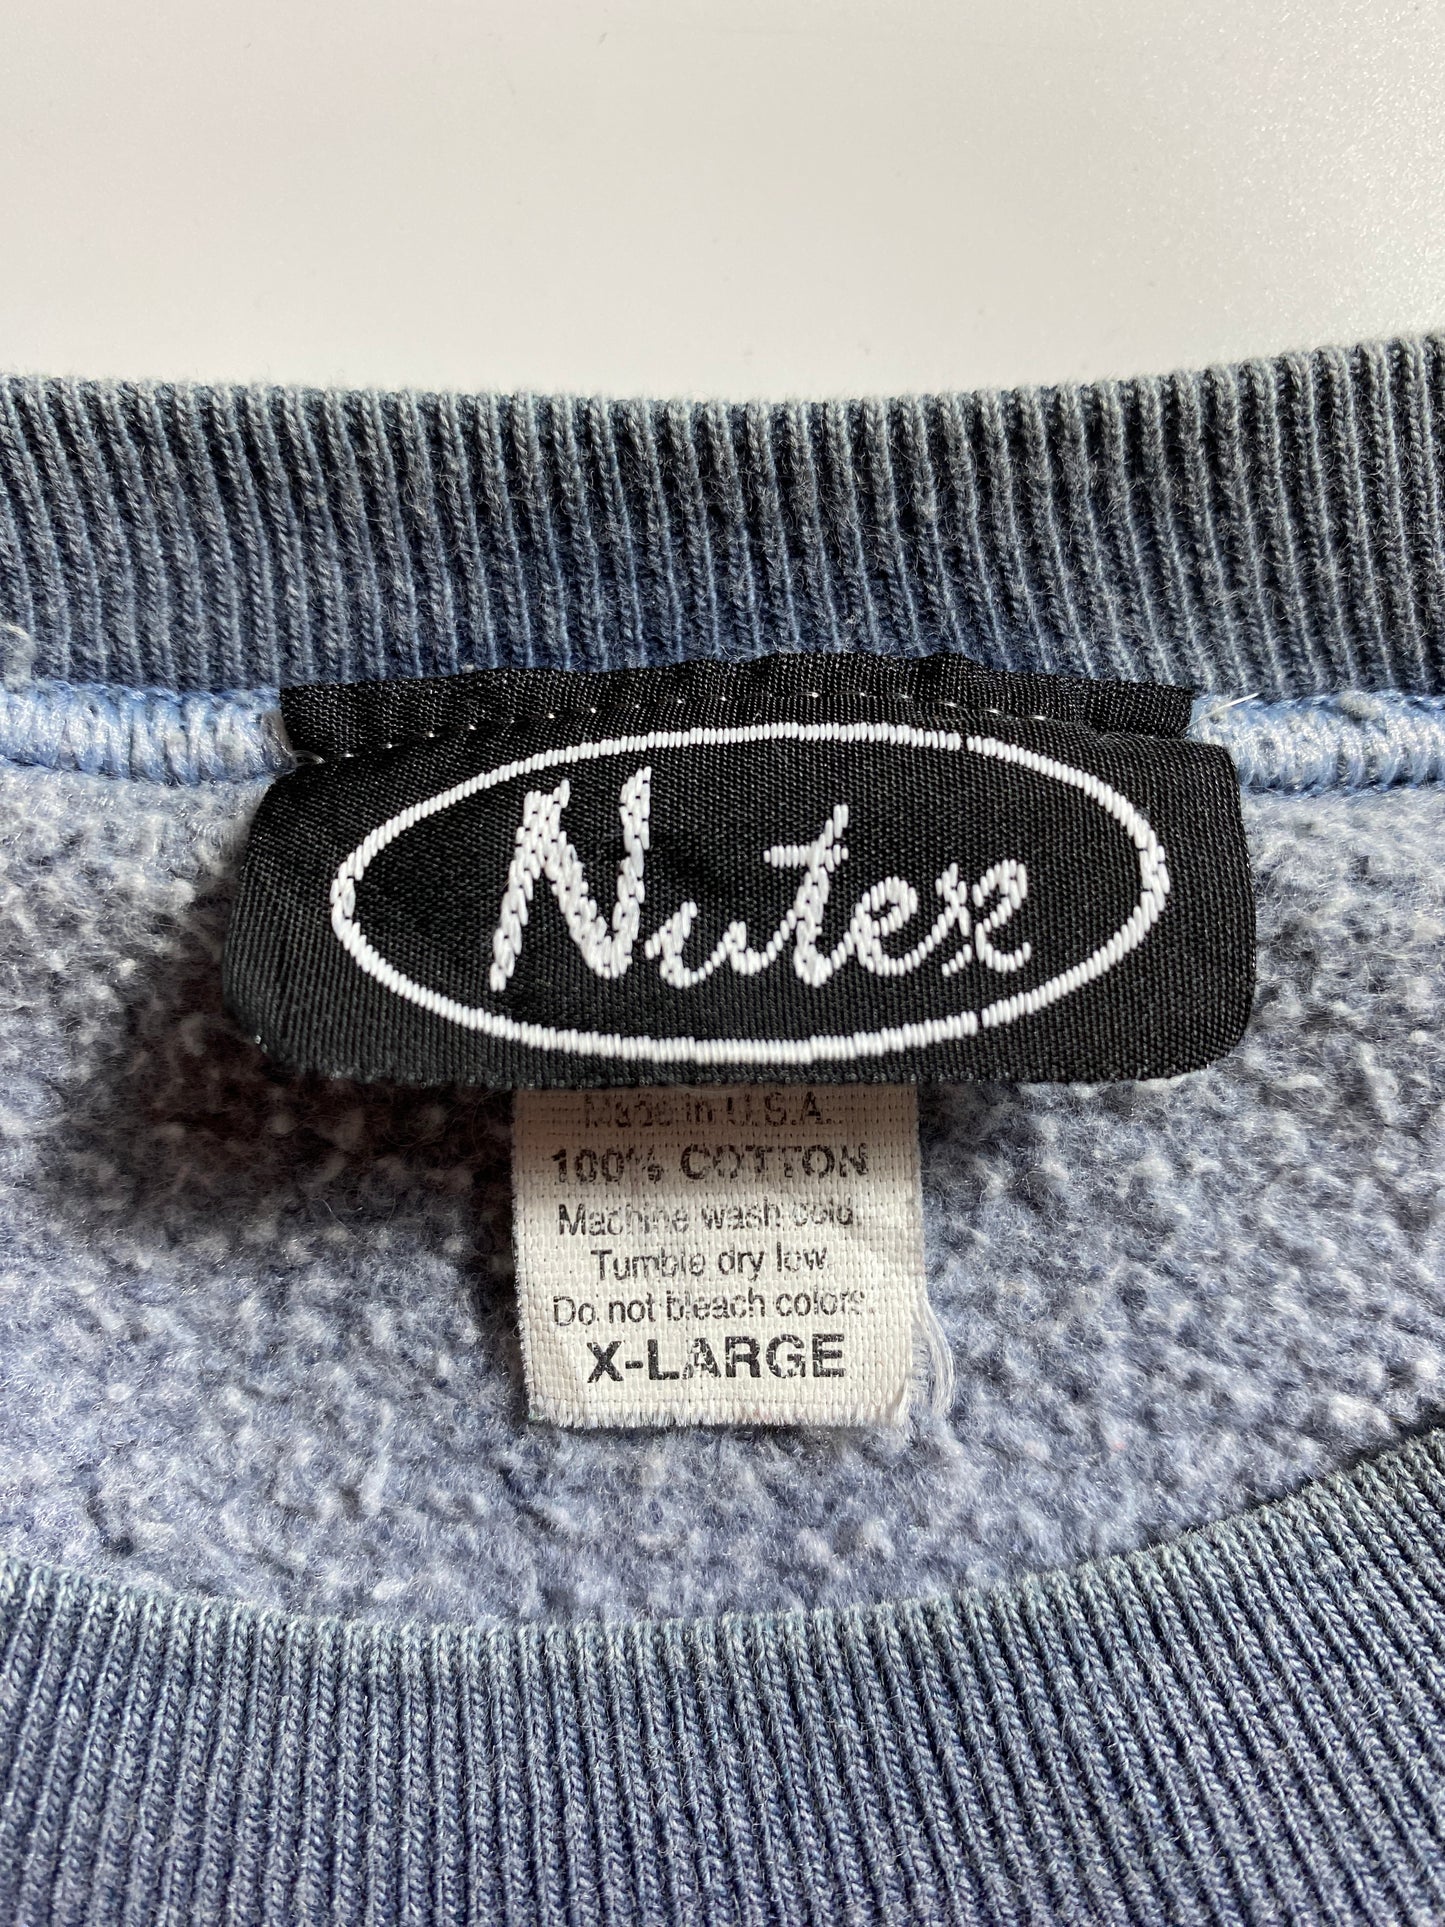 Nutex
Made in U.S.A.
100% COTTON
Machine wash cold.
Tumble dry low
Do not bleach colors.
X-LARGE